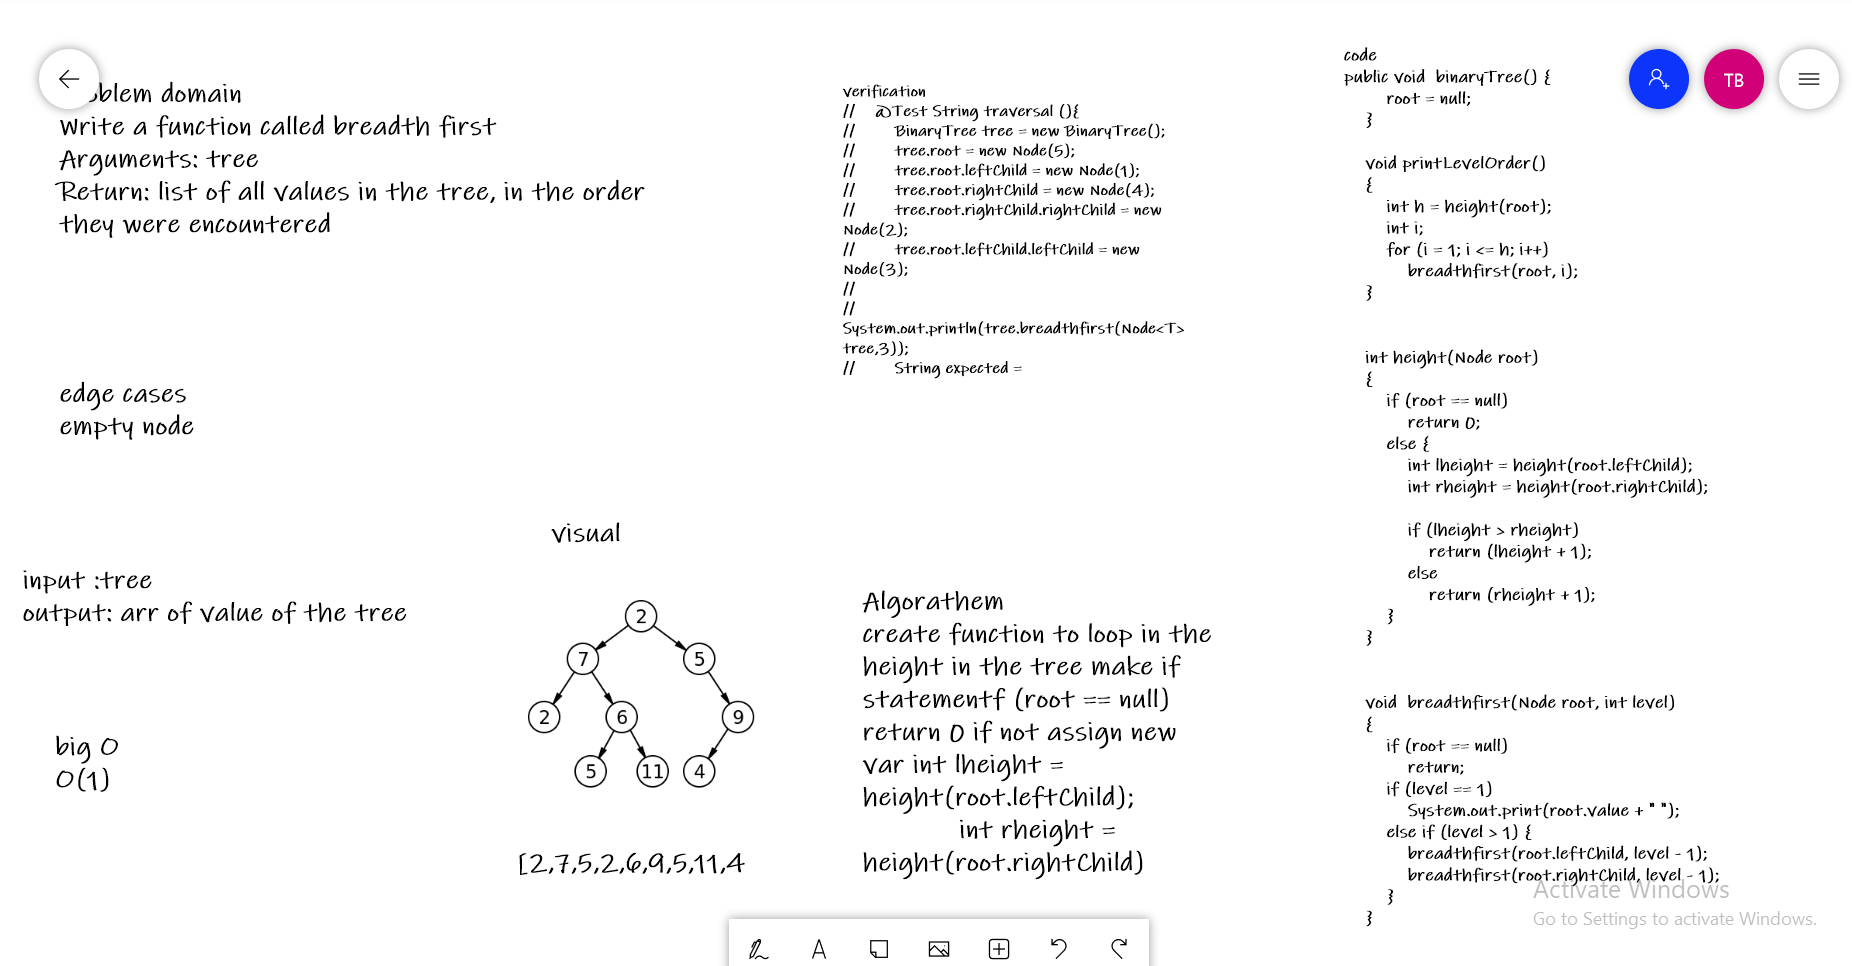 oblem domain
Write a function called breadth first
Arguments: tree
Return: list of all values in the tree, in the order
they were encountered
edge cases
empty node
input :tree
output: arr of value of the tree
big O
O(1)
visual
2
7
5
2
6
9
5
11
4
[2,7,5,2,6,9,5,11,4
verification
// @Test String traversal (){
// BinaryTree tree = new BinaryTree();
// tree.root = new Node(5);
// tree.root.leftChild = new Node(1);
// tree.root.rightChild = new Node(4);
// tree.root.rightChild.rightChild = new
Node(2);
// tree.root.leftChild.leftChild = new
Node(3);
//
//
System.out.println(tree.breadthfirst(Node<T>
tree,3));
// String expected =
Algorathem
create function to loop in the
height in the tree make if
statementf (root == null)
return 0 if not assign new
var int lheight =
height(root.leftChild);
int rheight =
height(root.rightChild)
code
public void binaryTree() {
root = null;
}
void printLevelOrder()
{
int h = height(root);
int i;
for (i = 1; i <= h; i++)
breadthfirst(root, i);
}
int height(Node root)
{
if (root == null)
return 0;
else {
int lheight = height(root.leftChild);
int rheight = height(root.rightChild);
if (lheight > rheight)
return (lheight + 1);
else
return (rheight + 1);
}
}
void breadthfirst(Node root, int level)
{
if (root == null)
return;
if (level == 1)
System.out.print(root.value + " ");
else if (level > 1) {
breadthfirst(root.leftChild, level - 1);
breadthfirst(root.rightChild, level - 1);
}
}
TB
Activate Windows
Go to Settings to activate Windows.